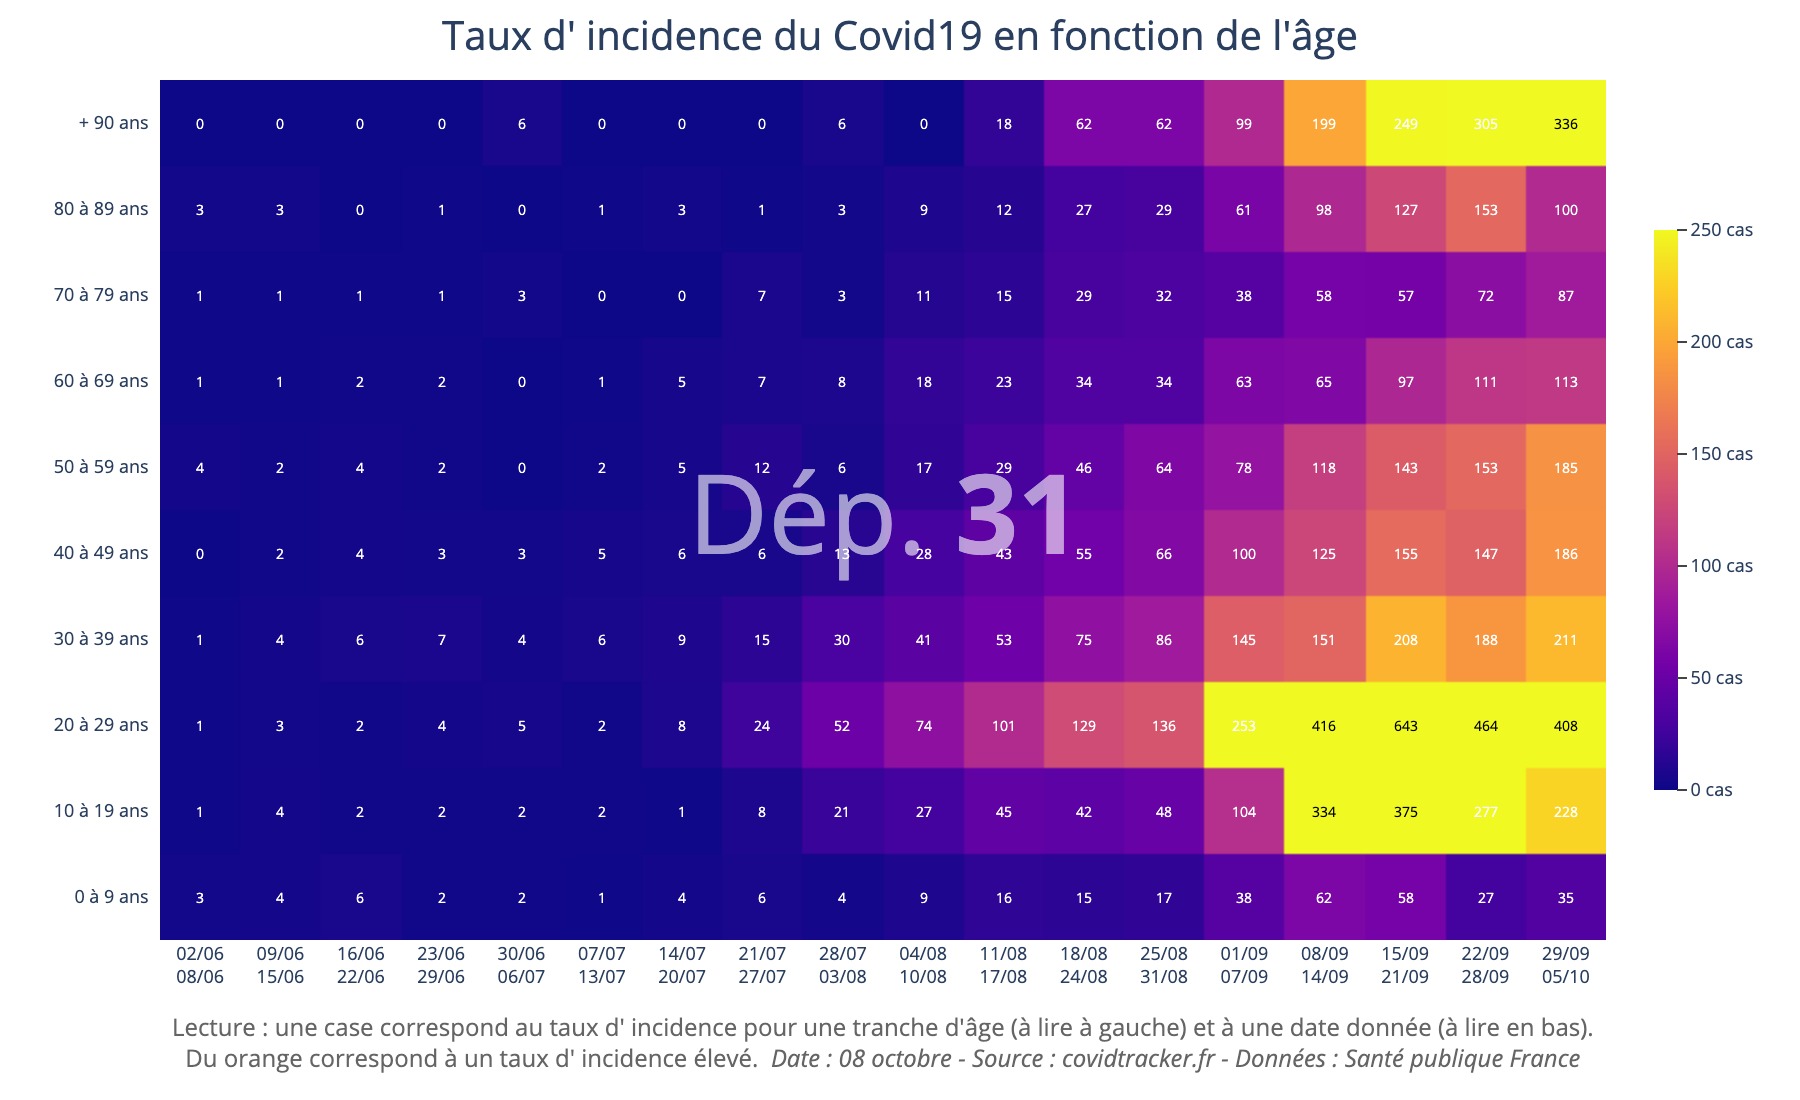 Taux d' incidence du Covid19 en fonction de l'âge
+ 90 ans 0 0 0 0 6 0 0 0 6 0 18 62 62 99 199 249 305 336
80 à 89 ans 3 3 0 1 0 1 3 1 3 9 12 27 29 61 98 127 153 100
70 à 79 ans 1 1 1 1 3 0 0 7 3 11 15 29 32 38 58 57 72 87
60 à 69 ans 1 1 2 2 0 1 5 7 8 18 23 34 34 63 65 97 111 113
50 à 59 ans 4 2 4 2 0 2 5 12 6 17 29 46 64 78 118 143 153 185
Dép. 31
40 à 49 ans 0 2 4 3 3 5 6 6 13 28 43 55 66 100 125 155 147 186
30 à 39 ans 1 4 6 7 4 6 9 15 30 41 53 75 86 145 151 208 188 211
20 à 29 ans 1 3 2 4 5 2 8 24 52 74 101 129 136 253 416 643 464 408
10 à 19 ans 1 4 2 2 2 2 1 8 21 27 45 42 48 104 334 375 277 228
0 à 9 ans 3 4 6 2 2 1 4 6 4 9 16 15 17 38 62 58 27 35
02/06 09/06 16/06 23/06 30/06 07/07 14/07 21/07 28/07 04/08 11/08 18/08 25/08 01/09 08/09 15/09 22/09 29/09
08/06 15/06 22/06 29/06 06/07 13/07 20/07 27/07 03/08 10/08 17/08 24/08 31/08 07/09 14/09 21/09 28/09 05/10
250 cas
200 cas
150 cas
100 cas
50 cas
0 cas
Lecture : une case correspond au taux d' incidence pour une tranche d'âge (à lire à gauche) et à une date donnée (à lire en bas).
Du orange correspond à un taux d' incidence élevé. Date : 08 octobre - Source : covidtracker.fr - Données : Santé publique France